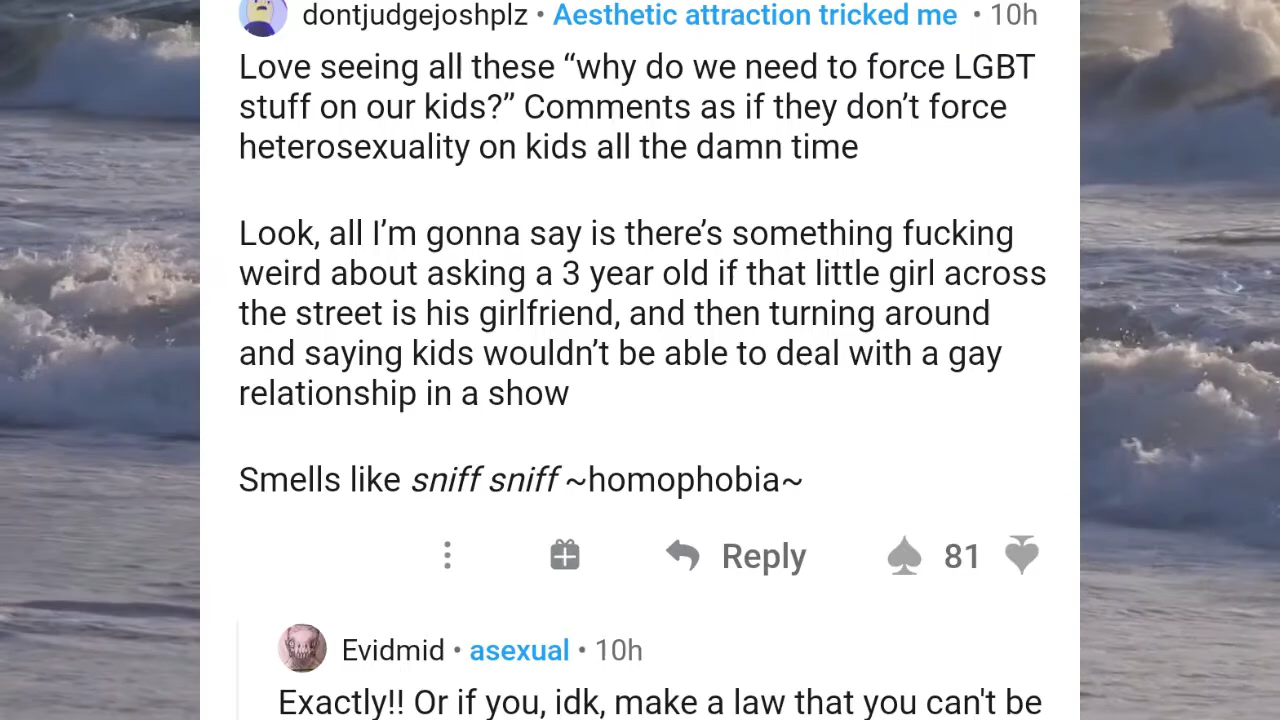 dontjudgejoshplz • Aesthetic attraction tricked me • 10h
Love seeing all these “why do we need to force LGBT
stuff on our kids?” Comments as if they don’t force
heterosexuality on kids all the damn time
Look, all I’m gonna say is there’s something fucking
weird about asking a 3 year old if that little girl across
the street is his girlfriend, and then turning around
and saying kids wouldn’t be able to deal with a gay
relationship in a show
Smells like sniff sniff ~homophobia~
Reply 81
Evidmid • asexual • 10h
Exactly!! Or if you, idk, make a law that you can't be